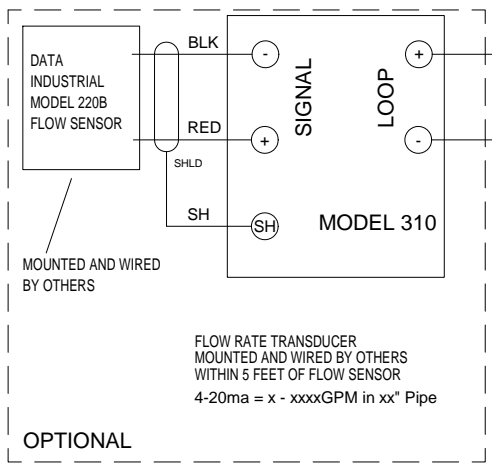 DATA
INDUSTRIAL
MODEL 220B
FLOW SENSOR
BLK
RED
SHLD
SH
-
+
SH
SIGNAL
LOOP
+
-
MODEL 310
MOUNTED AND WIRED
BY OTHERS
FLOW RATE TRANSDUCER
MOUNTED AND WIRED BY OTHERS
WITHIN 5 FEET OF FLOW SENSOR
4-20ma = x - xxxxGPM in xx" Pipe
OPTIONAL